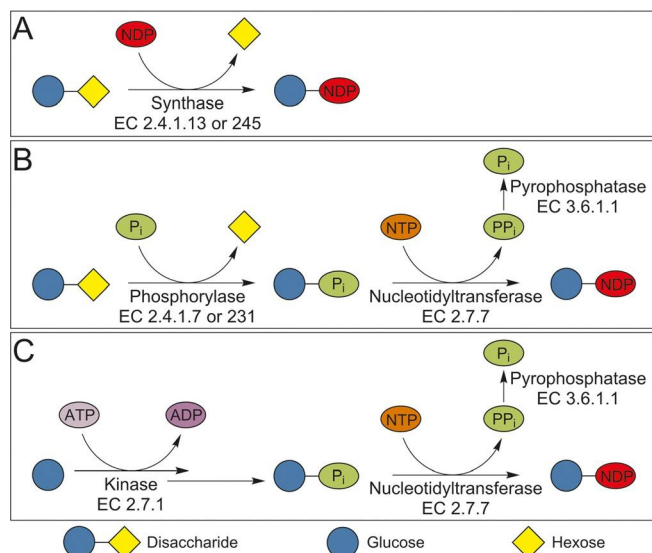 A
NDP
Synthase
EC 2.4.1.13 or 245
NDP
B
Pi
Phosphorylase
EC 2.4.1.7 or 231
Pi
NTP
PPi
Pi
Pyrophosphatase
EC 3.6.1.1
Nucleotidyltransferase
EC 2.7.7
NDP
C
ATP
ADP
Kinase
EC 2.7.1
Pi
NTP
PPi
Pi
Pyrophosphatase
EC 3.6.1.1
Nucleotidyltransferase
EC 2.7.7
NDP
Disaccharide
Glucose
Hexose